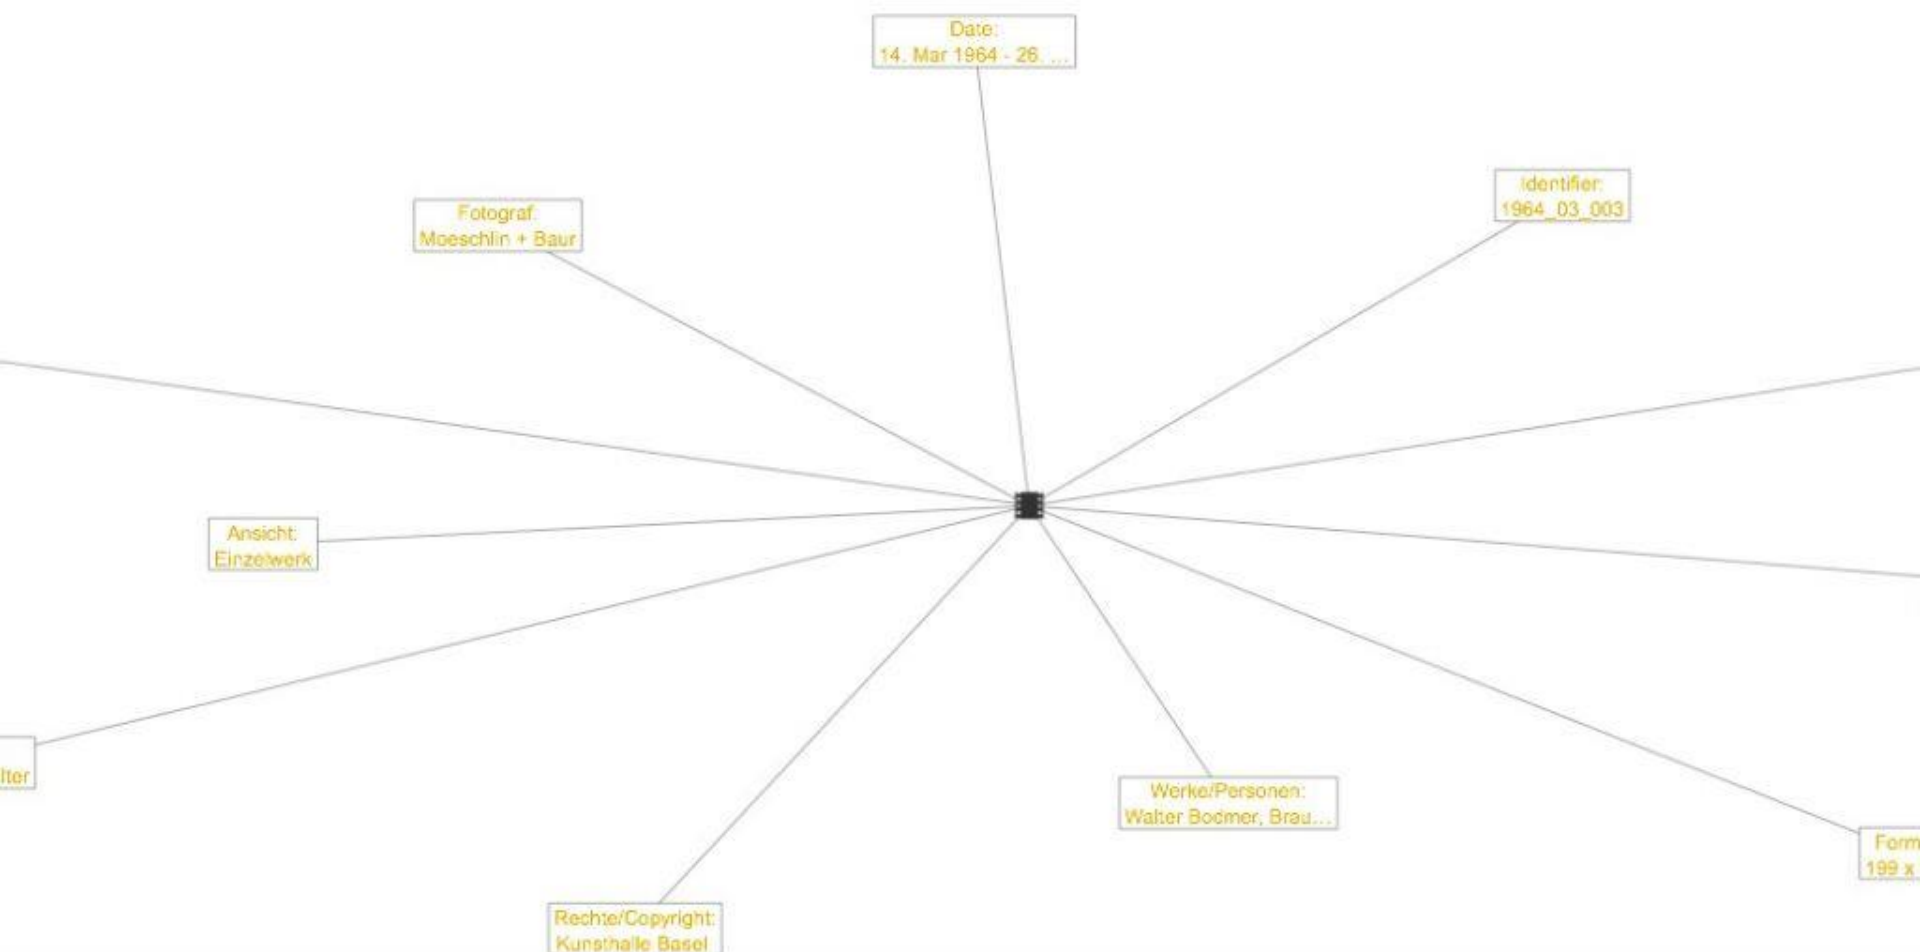 Date:
14. Mar 1964 - 26. ...
Identifier:
1964_03_003
Fotograf:
Moeschlin + Baur
Ansicht:
Einzelwerk
lter
Werke/Personen:
Walter Bodmer, Brau...
Form
199 x
Rechte/Copyright:
Kunsthalle Basel